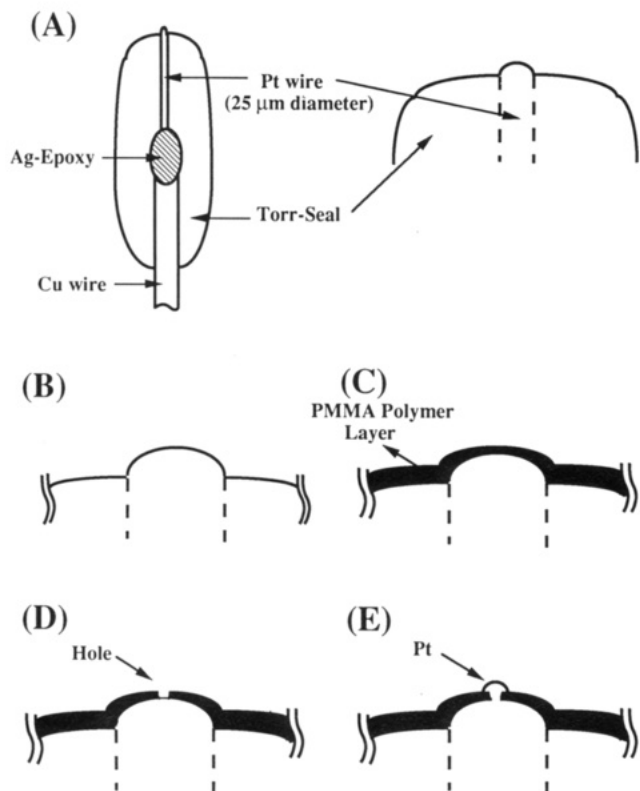 (A)
Pt wire
(25 μm diameter)
Ag-Epoxy
Torr-Seal
Cu wire
(B)
(C)
PMMA Polymer
Layer
(D)
Hole
(E)
Pt